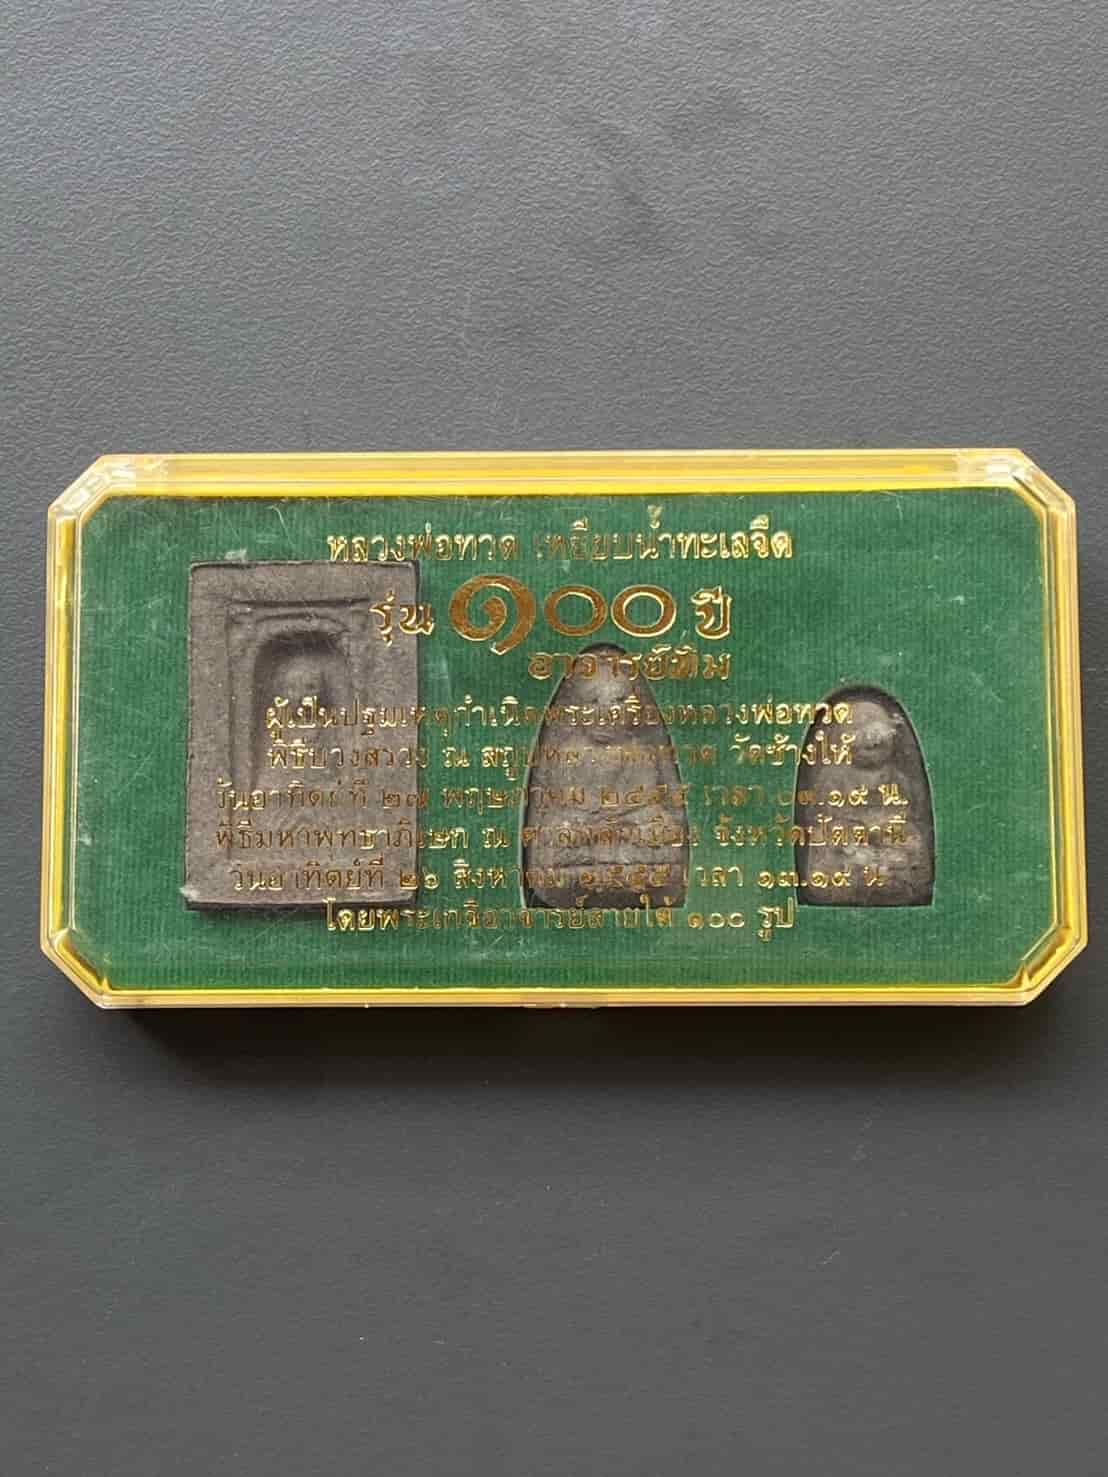 หลวงพ่อทวด เหยียบน้ำทะเลจืด
รุ่น ๑๐๐ ปี
อาจารย์ทิม
ผู้เป็นปฐมเหตุกำเนิดพระเครื่องหลวงพ่อทวด
พิธีบวงสรวง ณ สถูปหลวงพ่อทวด วัดช้างให้
วันอาทิตย์ที่ ๒๗ พฤษภาคม ๒๕๕๕ เวลา ๐๙.๑๙ น.
พิธีมหาพุทธาภิเษก ณ ศาลหลักเมือง จังหวัดปัตตานี
วันอาทิตย์ที่ ๒๖ สิงหาคม ๒๕๕๕ เวลา ๑๓.๑๙ น.
โดยพระเกจิอาจารย์สายใต้ ๑๐๐ รูป